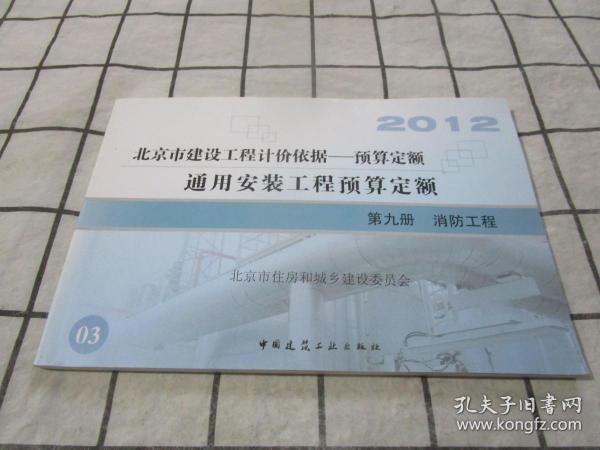 2012
北京市建设工程计价依据——预算定额
通用安装工程预算定额
第九册 消防工程
北京市住房和城乡建设委员会
03
中国建筑工业出版社
孔夫子旧书网
www.kongfz.com